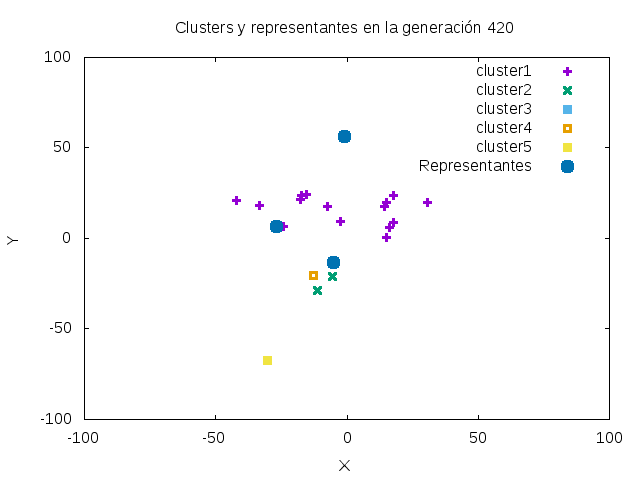 Clusters y representantes en la generación 420
100
50
0
-50
-100
-100
-50
0
50
100
X
Y
cluster1
cluster2
cluster3
cluster4
cluster5
Representantes